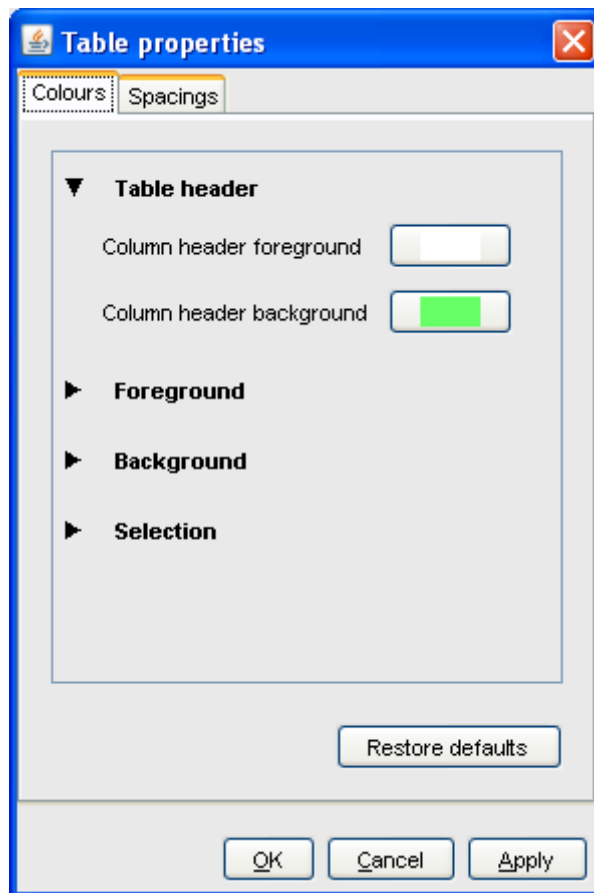 Table properties
Colours Spacings
Table header
Column header foreground
Column header background
Foreground
Background
Selection
Restore defaults
OK Cancel Apply